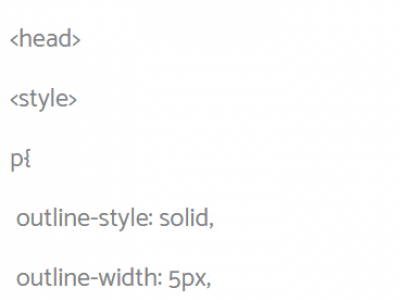 <head>
<style>
p{
outline-style: solid,
outline-width: 5px,